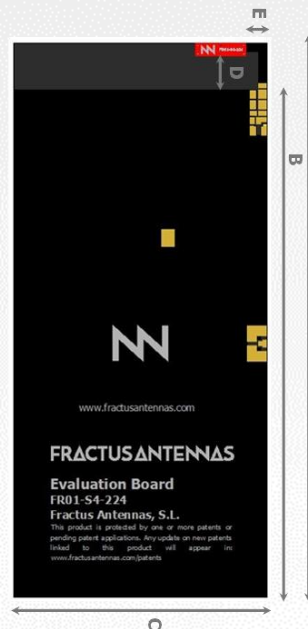 E
D
B
www.fractusantennas.com
FRACTUS ANTENNAS
Evaluation Board
FR01-S4-224
Fractus Antennas, S.L.
This product is protected by one or more patents or
pending patent applications. Any update on new patents
linked to this product will appear in:
www.fractusantennas.com/patents
C